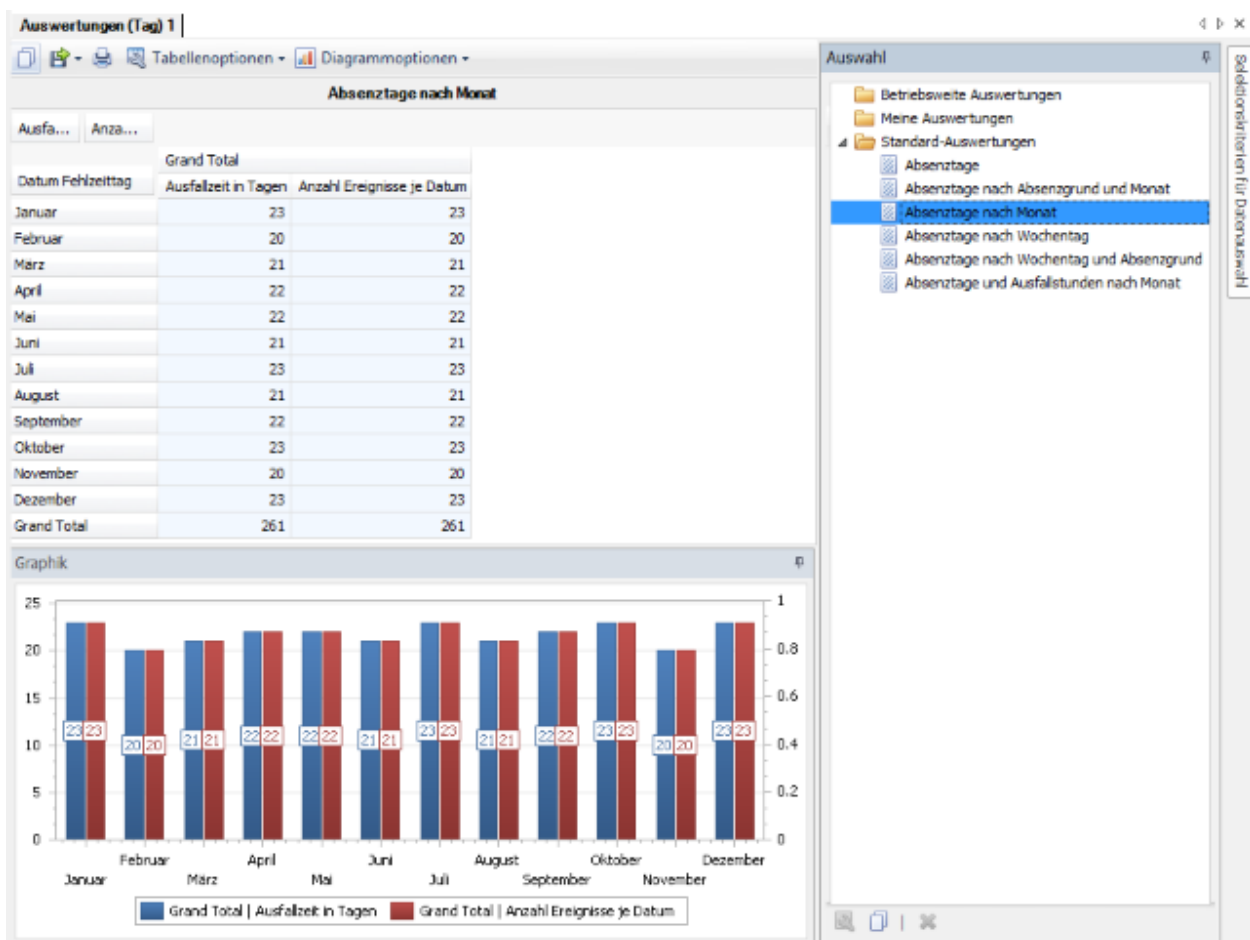 Auswertungen (Tag) 1
Tabellenoptionen
Diagrammoptionen
Absenztage nach Monat
Ausfa... Anza...
Grand Total
Datum Fehlzeittag Ausfallzeit in Tagen Anzahl Ereignisse je Datum
Januar 23 23
Februar 20 20
März 21 21
April 22 22
Mai 22 22
Juni 21 21
Juli 23 23
August 21 21
September 22 22
Oktober 23 23
November 20 20
Dezember 23 23
Grand Total 261 261
Graphik
25 1
20 0.8
15 0.6
23 23 20 20 21 21 22 22 22 22 21 21 23 23 21 21 22 22 23 23 20 20 23 23
10 0.4
5 0.2
0 0
Februar April Juni August Oktober Dezember
Januar März Mai Juli September November
Grand Total | Ausfallzeit in Tagen Grand Total | Anzahl Ereignisse je Datum
Auswahl
Betriebsweite Auswertungen
Meine Auswertungen
Standard-Auswertungen
Absenztage
Absenztage nach Absenzgrund und Monat
Absenztage nach Monat
Absenztage nach Wochentag
Absenztage nach Wochentag und Absenzgrund
Absenztage und Ausfallstunden nach Monat
Selektionskriterien für Datenauswahl